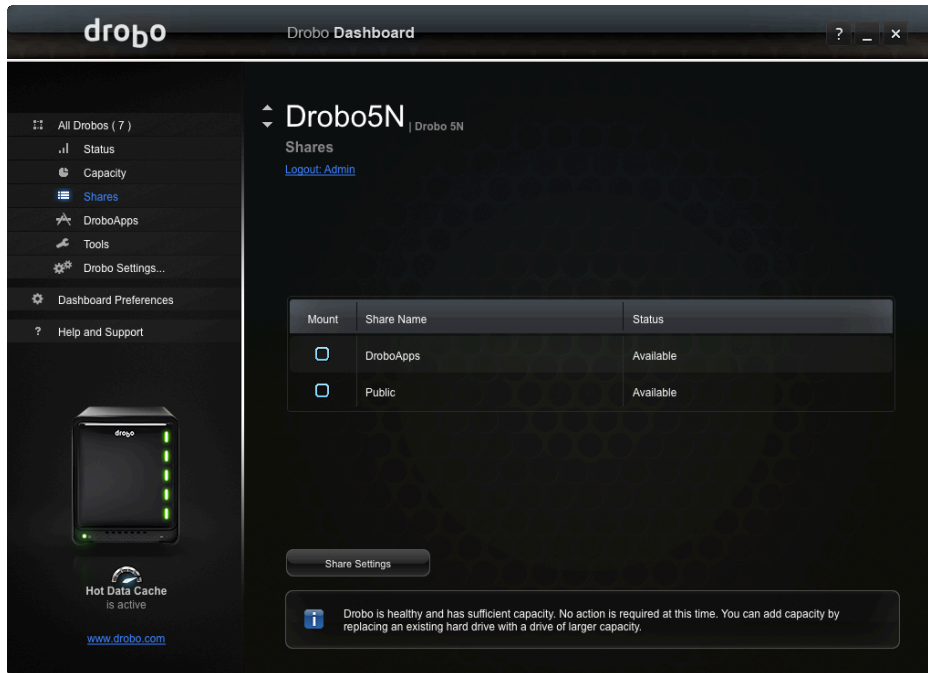 drobo
Drobo Dashboard
? _ ×
All Drobos ( 7 )
Status
Capacity
Shares
DroboApps
Tools
Drobo Settings...
Dashboard Preferences
? Help and Support
drobo
Hot Data Cache
is active
www.drobo.com
Drobo5N | Drobo 5N
Shares
Logout: Admin
Mount Share Name Status
DroboApps Available
Public Available
Share Settings
i
Drobo is healthy and has sufficient capacity. No action is required at this time. You can add capacity by
replacing an existing hard drive with a drive of larger capacity.